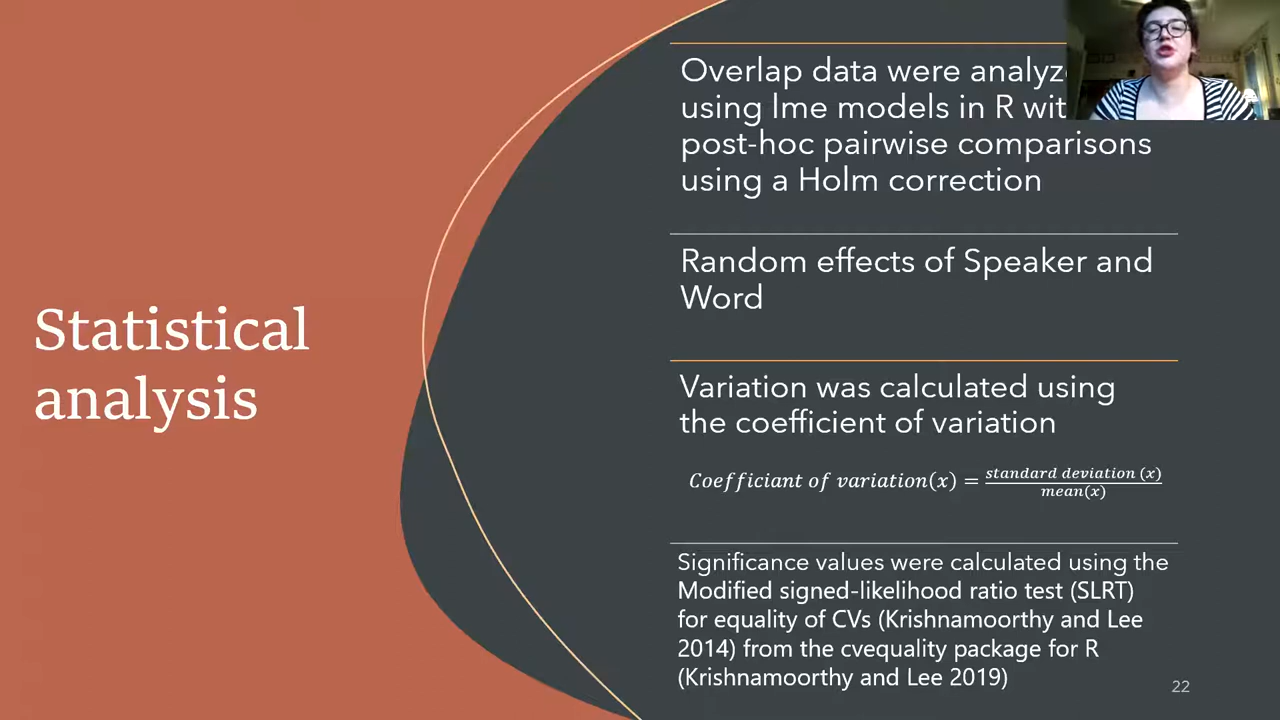 Statistical
analysis
Overlap data were analyz
using lme models in R wit
post-hoc pairwise comparisons
using a Holm correction
Random effects of Speaker and
Word
Variation was calculated using
the coefficient of variation
Coefficiant of variation(x) = standard deviation (x) / mean(x)
Significance values were calculated using the
Modified signed-likelihood ratio test (SLRT)
for equality of CVs (Krishnamoorthy and Lee
2014) from the cvequality package for R
(Krishnamoorthy and Lee 2019)
22